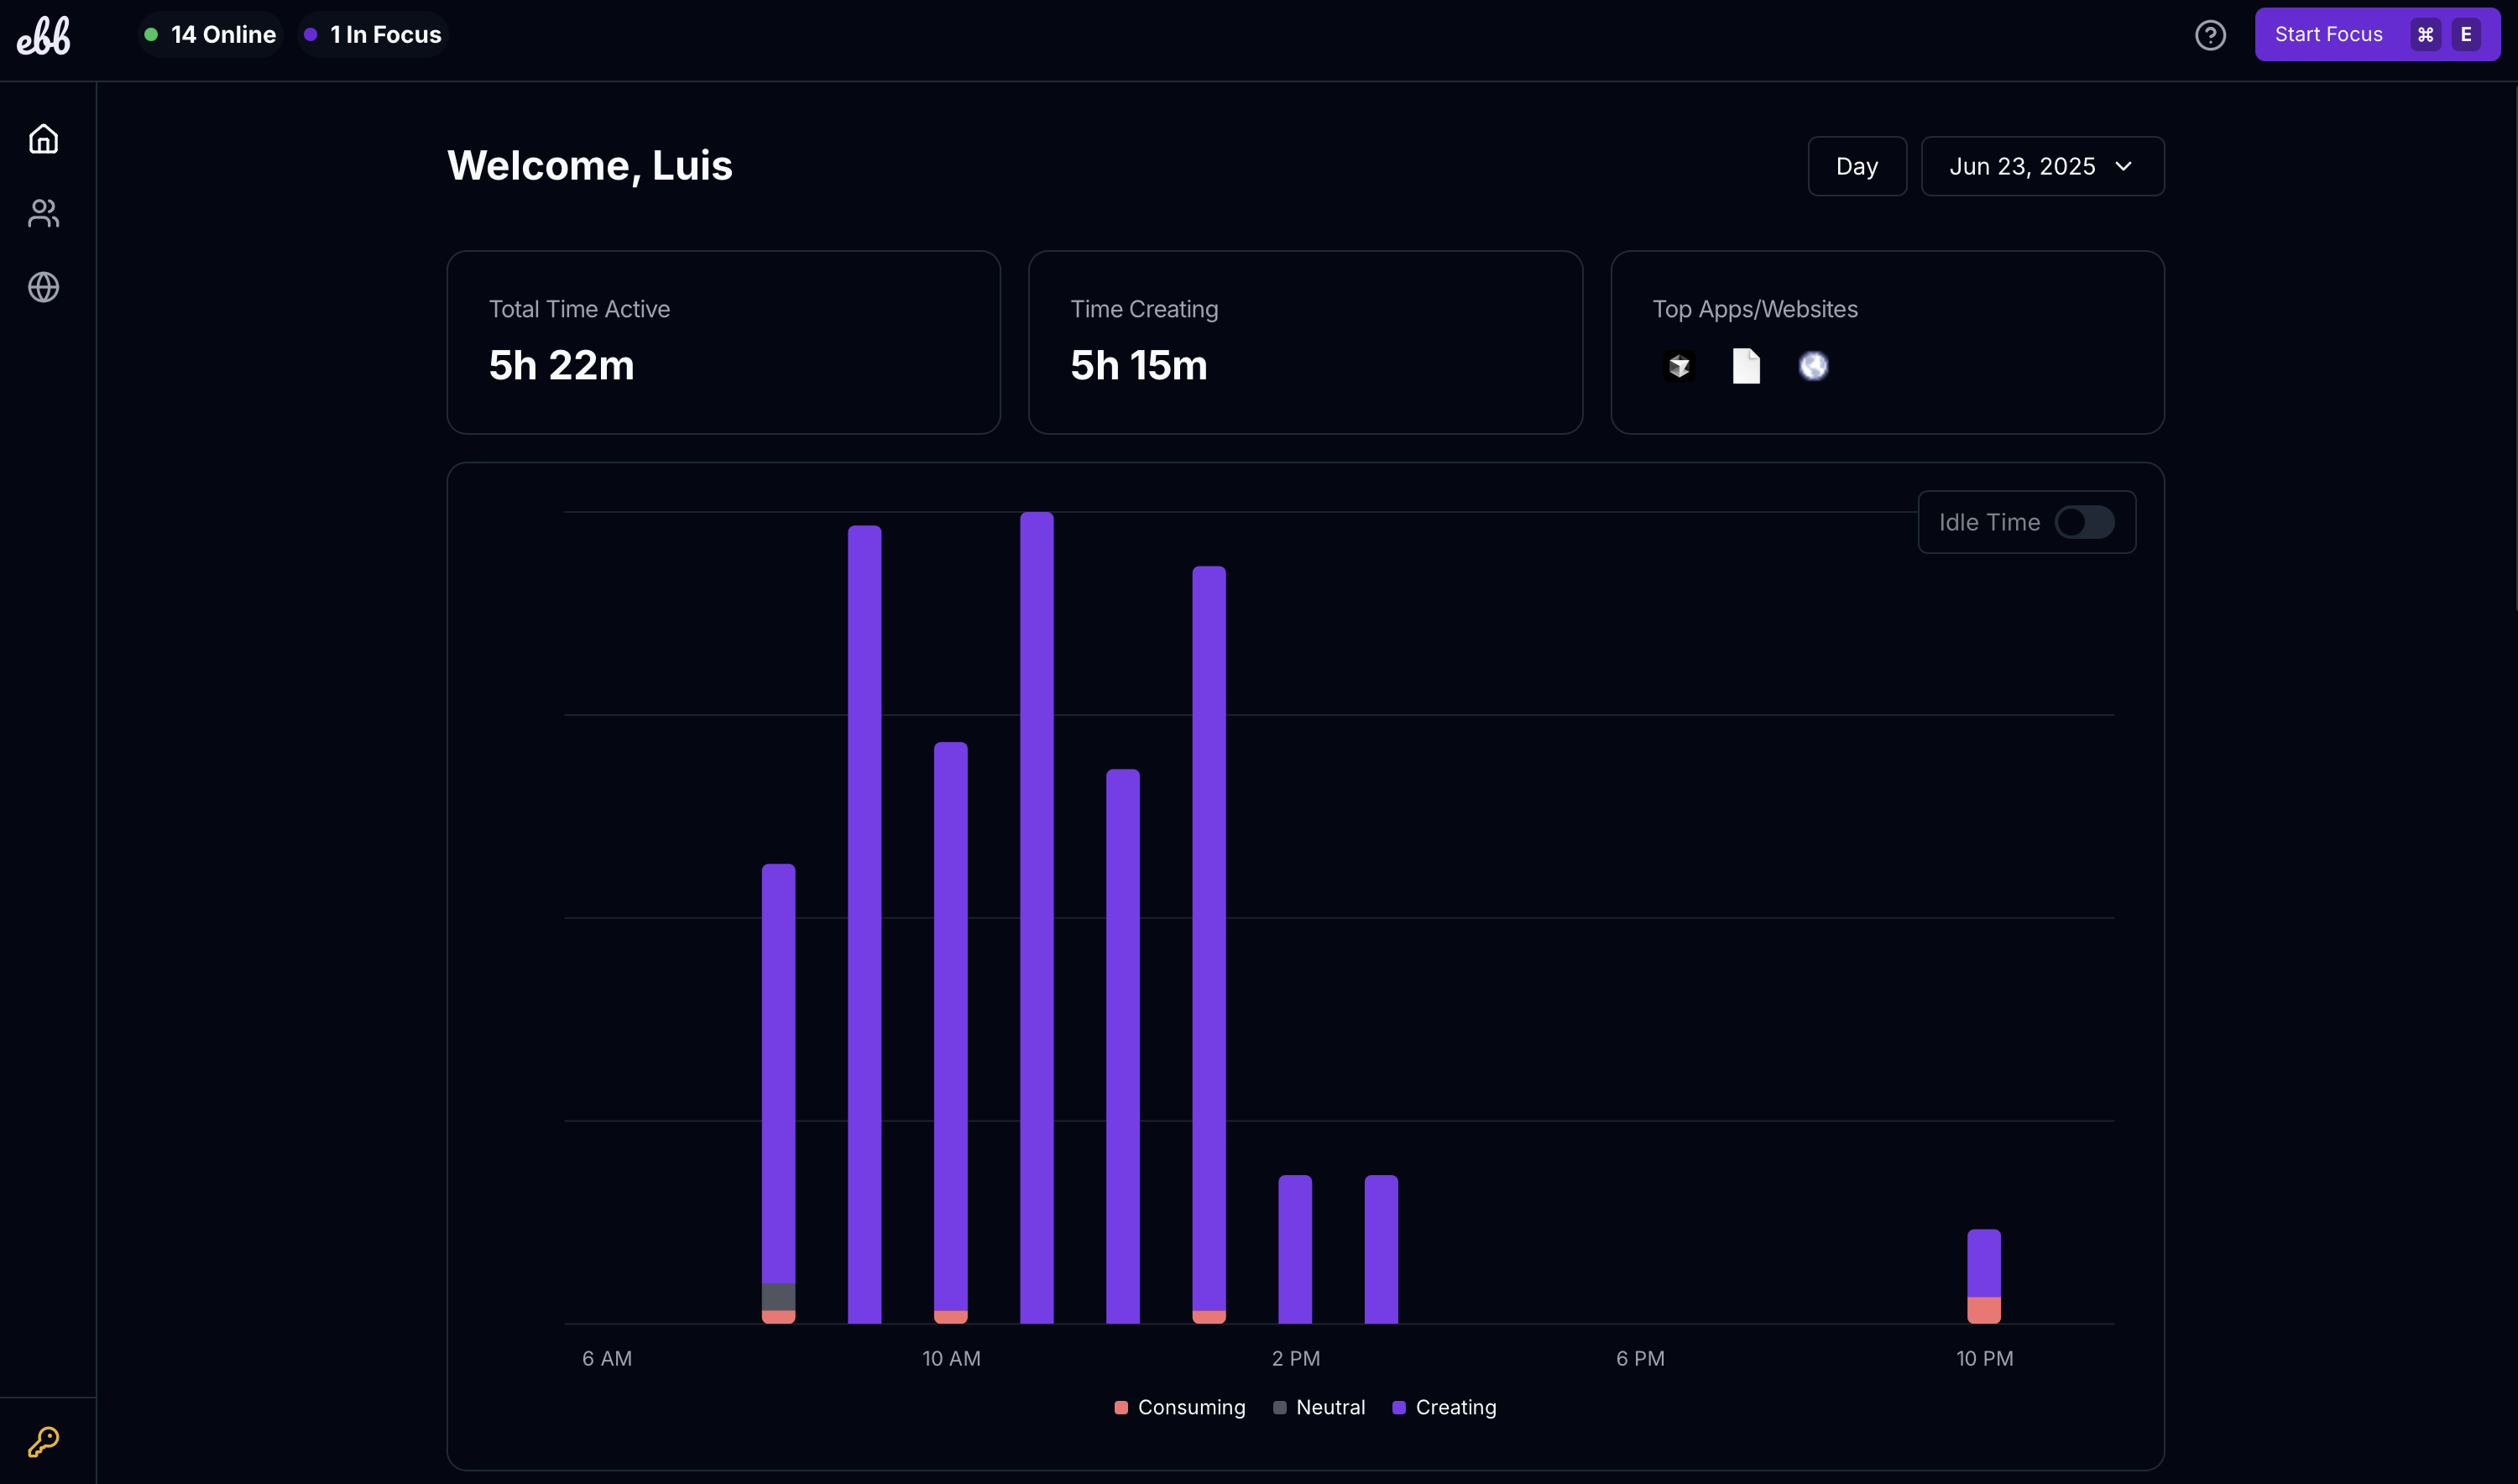 ebb
14 Online
1 In Focus
Start Focus ⌘ E
Welcome, Luis
Day
Jun 23, 2025
Total Time Active
5h 22m
Time Creating
5h 15m
Top Apps/Websites
Idle Time
6 AM
10 AM
2 PM
6 PM
10 PM
Consuming
Neutral
Creating